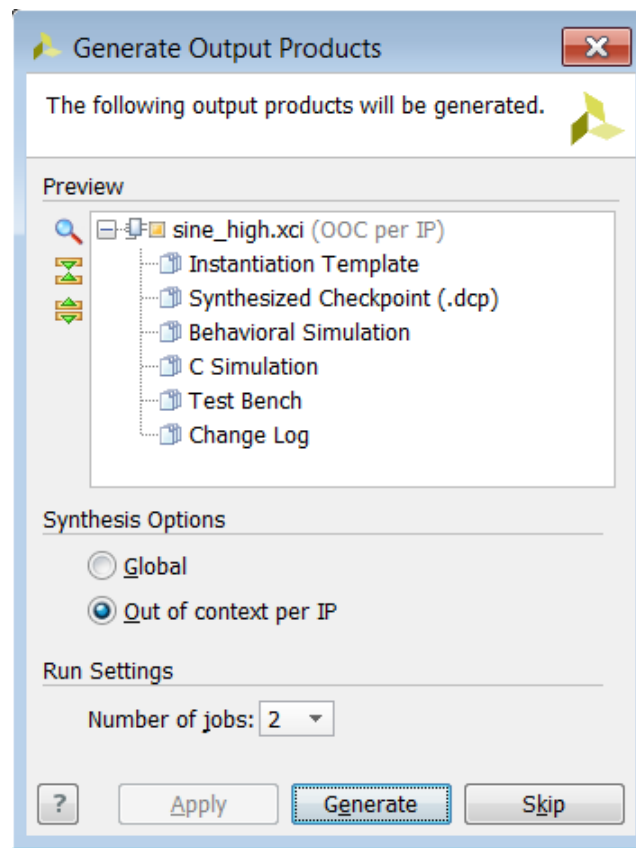 Generate Output Products
The following output products will be generated.
Preview
sine_high.xci (OOC per IP)
Instantiation Template
Synthesized Checkpoint (.dcp)
Behavioral Simulation
C Simulation
Test Bench
Change Log
Synthesis Options
Global
Out of context per IP
Run Settings
Number of jobs: 2
? Apply Generate Skip